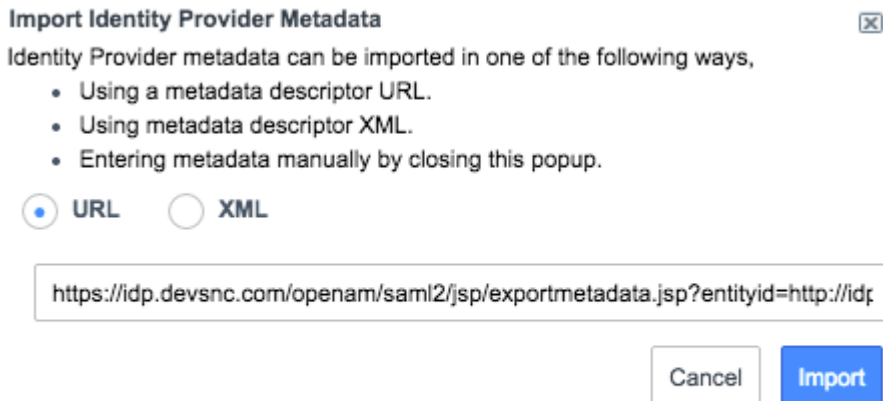 Import Identity Provider Metadata
Identity Provider metadata can be imported in one of the following ways,
Using a metadata descriptor URL.
Using metadata descriptor XML.
Entering metadata manually by closing this popup.
URL XML
https://idp.devsnc.com/openam/saml2/jsp/exportmetadata.jsp?entityid=http://idp
Cancel Import